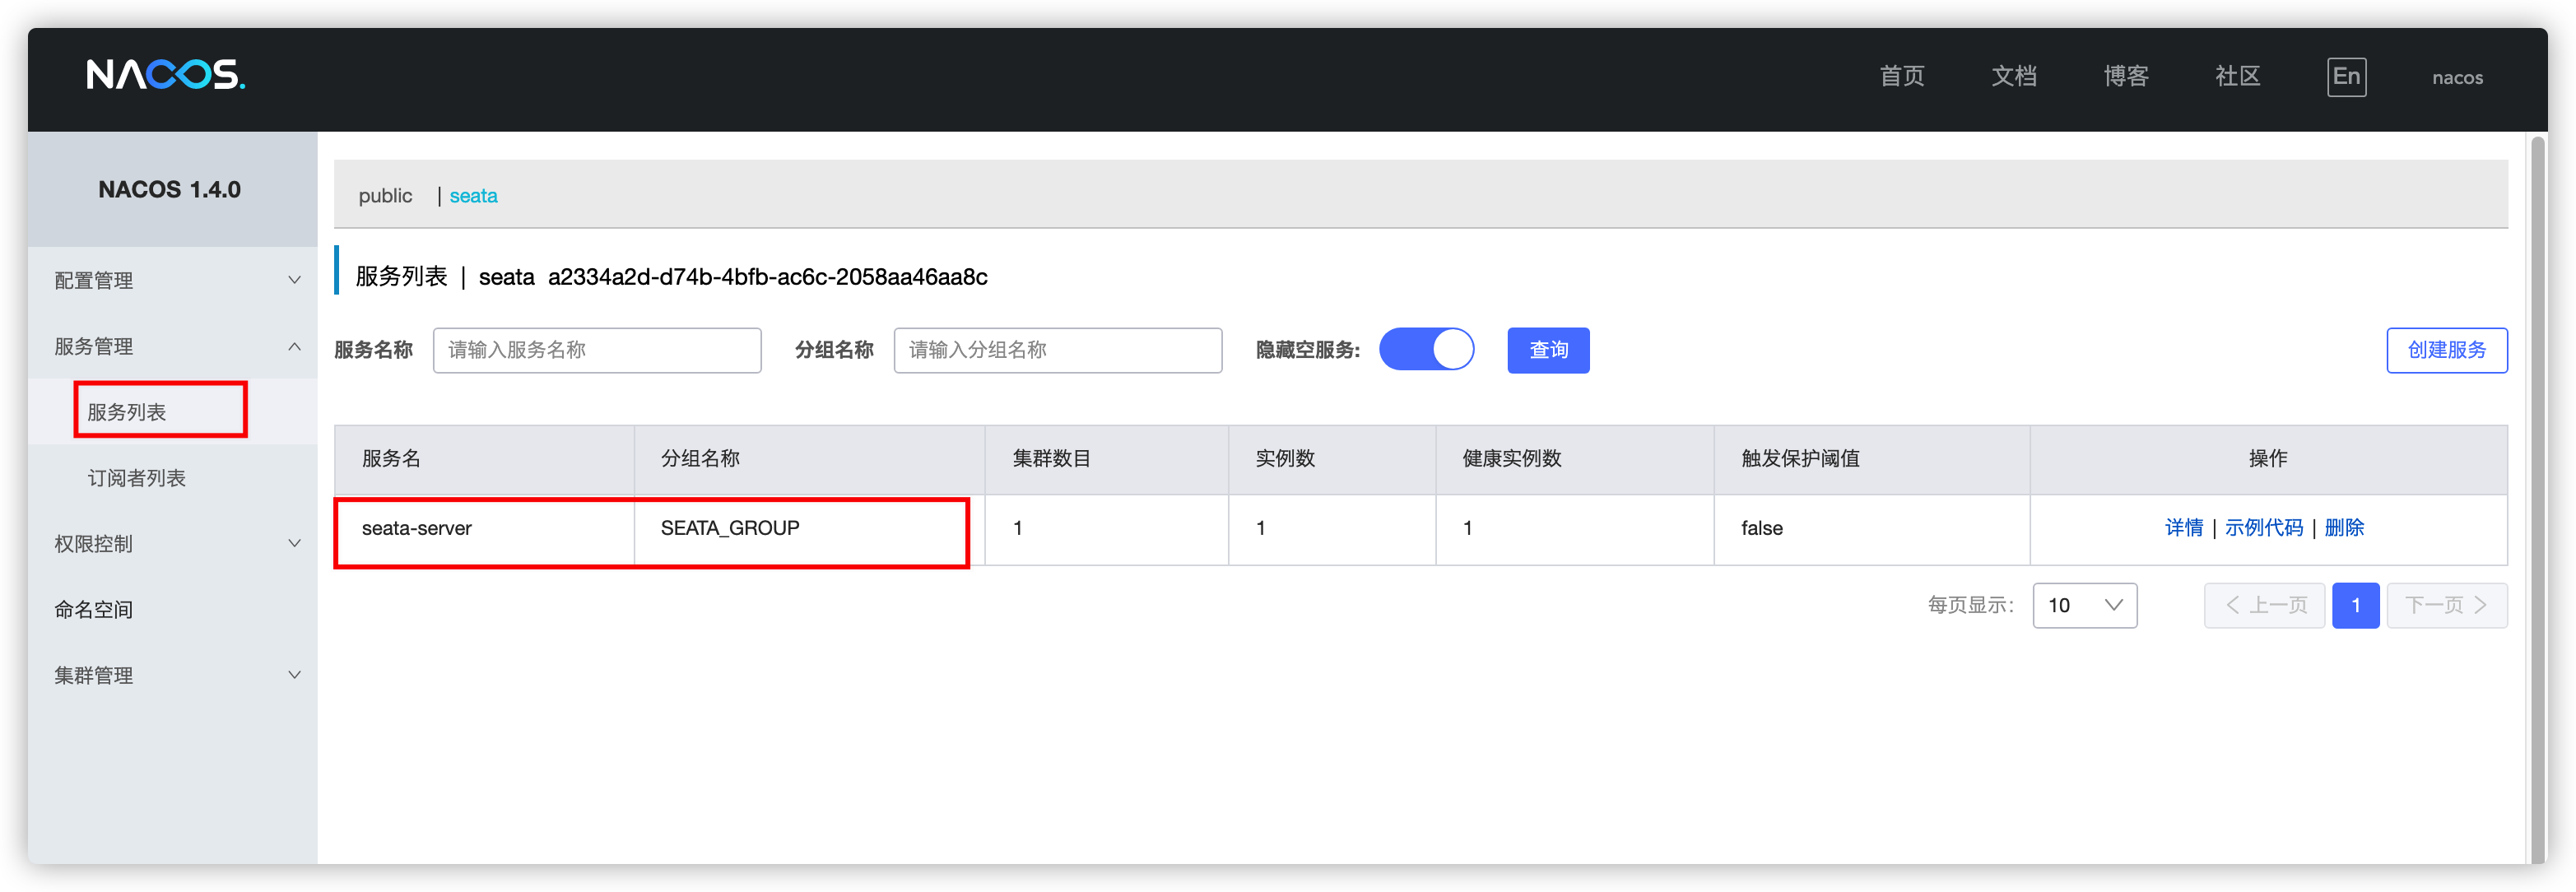 NACOS.
首页 文档 博客 社区 En nacos
NACOS 1.4.0
配置管理
服务管理
服务列表
订阅者列表
权限控制
命名空间
集群管理
public | seata
服务列表 | seata a2334a2d-d74b-4bfb-ac6c-2058aa46aa8c
服务名称 请输入服务名称 分组名称 请输入分组名称 隐藏空服务: 查询 创建服务
服务名 分组名称 集群数目 实例数 健康实例数 触发保护阈值 操作
seata-server SEATA_GROUP 1 1 1 false 详情 | 示例代码 | 删除
每页显示: 10 上一页 1 下一页